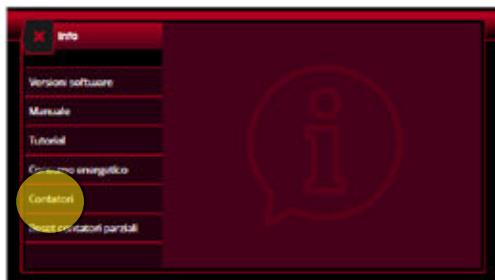 Info
Versioni software
Manuale
Tutorial
Consumo energetico
Contatori
Reset contatori parziali